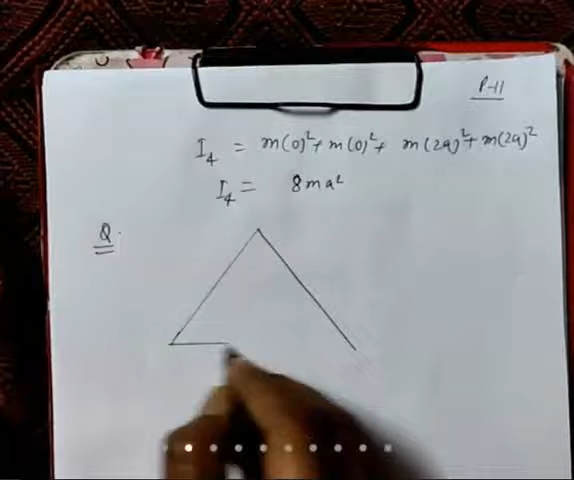 P-11
I₄ = m(0)²+m(0)²+ m(2a)²+m(2a)²
I₄ = 8ma²
Q.